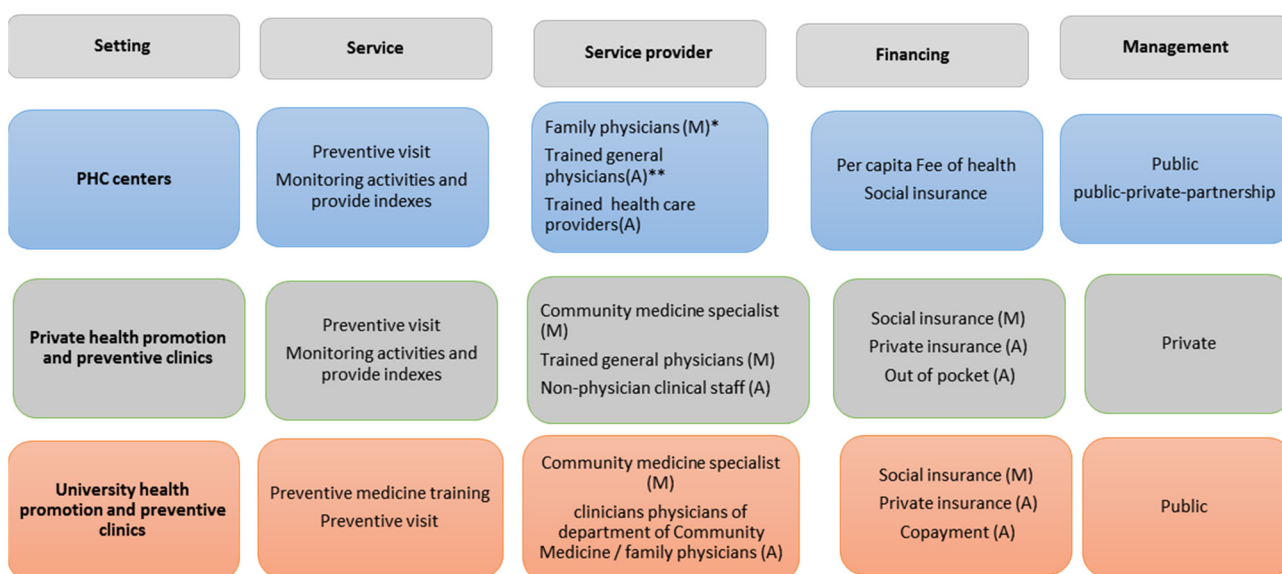 Setting
Service
Service provider
Financing
Management
PHC centers
Preventive visit
Monitoring activities and
provide indexes
Family physicians (M)*
Trained general
physicians(A)**
Trained health care
providers(A)
Per capita Fee of health
Social insurance
Public
public-private-partnership
Private health promotion
and preventive clinics
Preventive visit
Monitoring activities and
provide indexes
Community medicine specialist
(M)
Trained general physicians (M)
Non-physician clinical staff (A)
Social insurance (M)
Private insurance (A)
Out of pocket (A)
Private
University health
promotion and preventive
clinics
Preventive medicine training
Preventive visit
Community medicine specialist
(M)
clinicians physicians of
department of Community
Medicine / family physicians (A)
Social insurance (M)
Private insurance (A)
Copayment (A)
Public